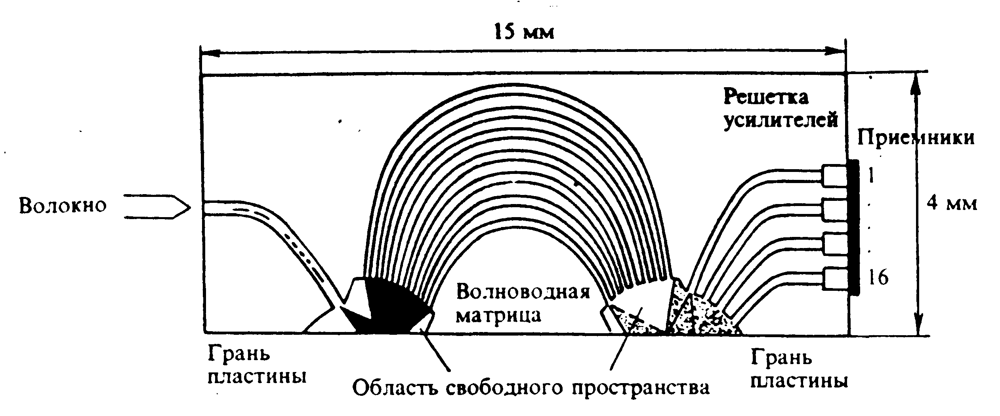 15 мм
Решетка
усилителей
Приемники
1
Волокно
4 мм
16
Волноводная
матрица
Грань
пластины
Грань
пластины
Область свободного пространства